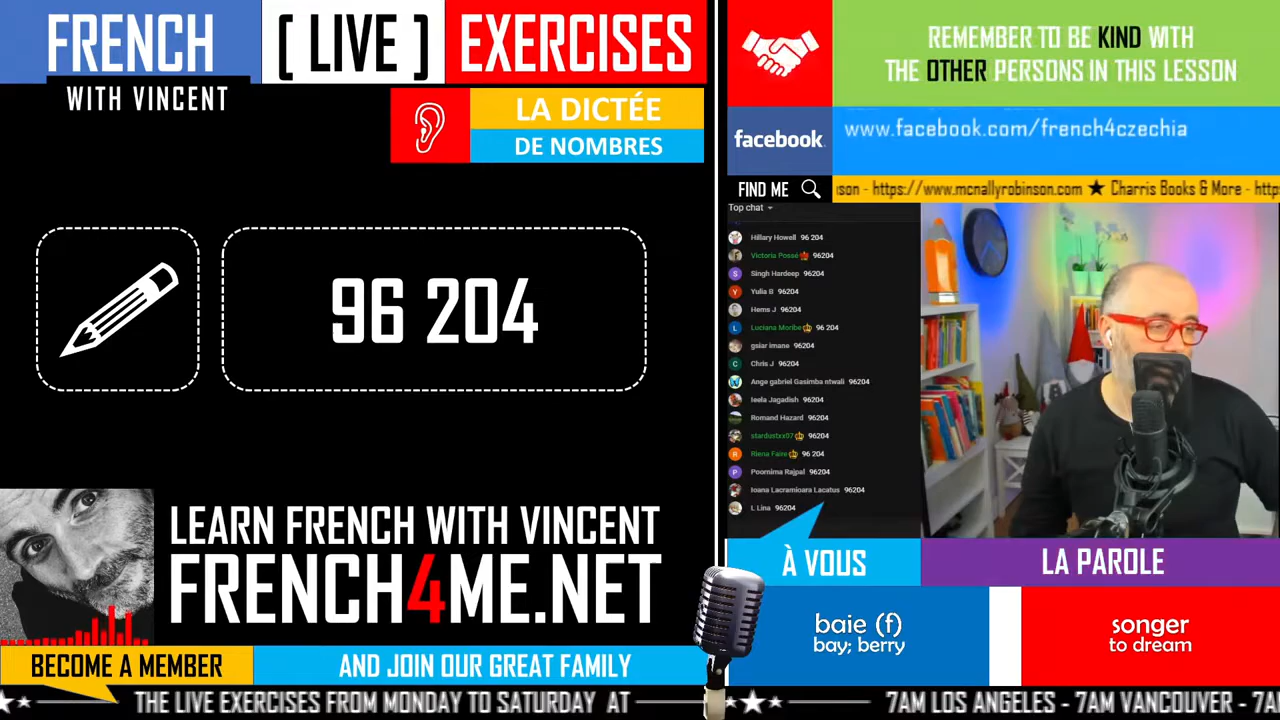 FRENCH
[ LIVE ]
EXERCISES
WITH VINCENT
LA DICTÉE
DE NOMBRES
96 204
LEARN FRENCH WITH VINCENT
FRENCH4ME.NET
BECOME A MEMBER
AND JOIN OUR GREAT FAMILY
REMEMBER TO BE KIND WITH
THE OTHER PERSONS IN THIS LESSON
facebook.
www.facebook.com/french4czechia
FIND ME
- https://www.mcnallyrobinson.com ★ Charris Books & More -
Top chat
Hillary Howell 96 204
Victoria Posse 96204
Singh Hardeep 96204
Yulia B 96204
Hems J 96204
Luciana Moribe 96 204
gsiar imane 96204
Chris J 96204
Ange gabriel Gasimba ntwali 96204
leela Jagadish 96204
Romand Hazard 96204
stardustxx07 96204
Riena Faire 96 204
Poornima Rajpal 96204
Ioana Lacramioara Lacatus 96204
L Lina 96204
À VOUS
LA PAROLE
baie (f)
bay; berry
songer
to dream
THE LIVE EXERCISES FROM MONDAY TO SATURDAY AT
7AM LOS ANGELES - 7AM VANCOUVER -